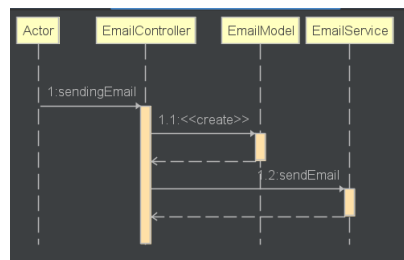 Actor EmailController EmailModel EmailService
1:sendingEmail
1.1:<<create>>
1.2:sendEmail